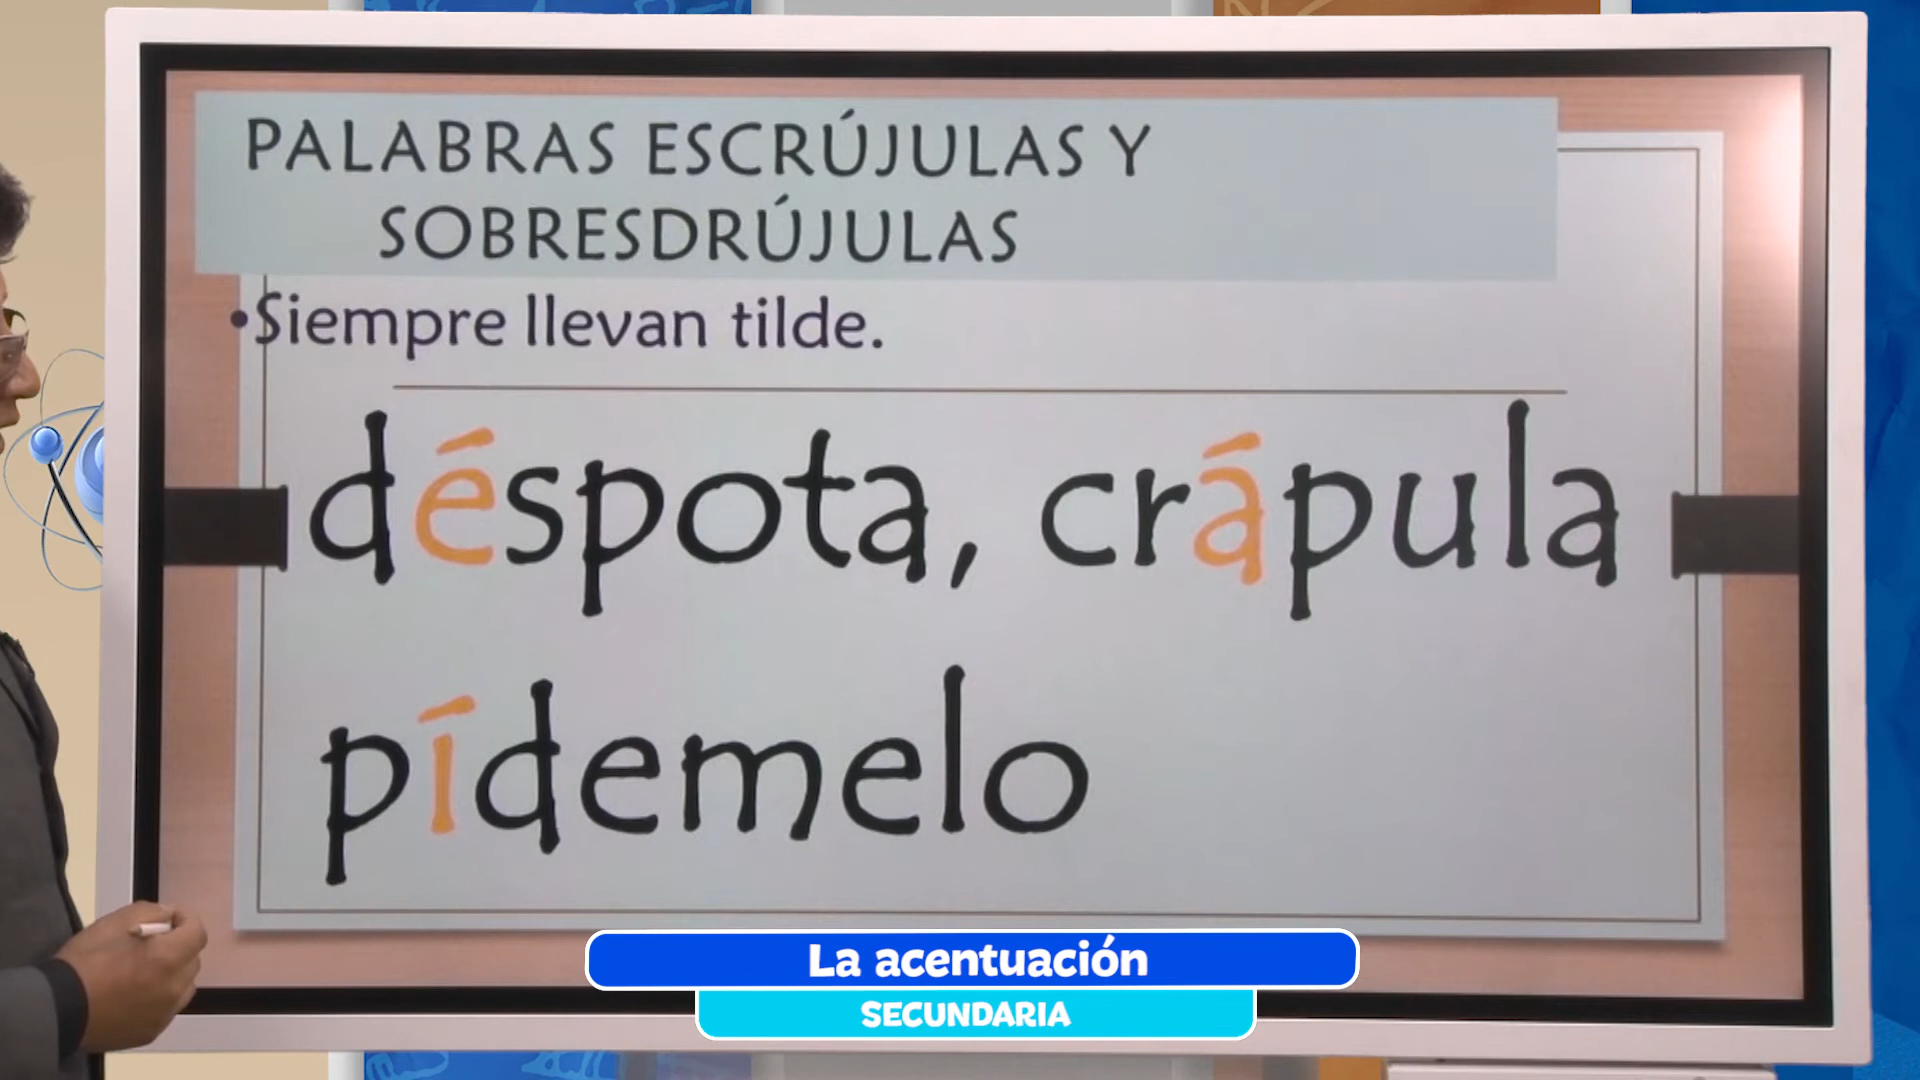 PALABRAS ESCRÚJULAS Y
SOBRESDRÚJULAS
•Siempre llevan tilde.
déspota, crápula
pídemelo
La acentuación
SECUNDARIA